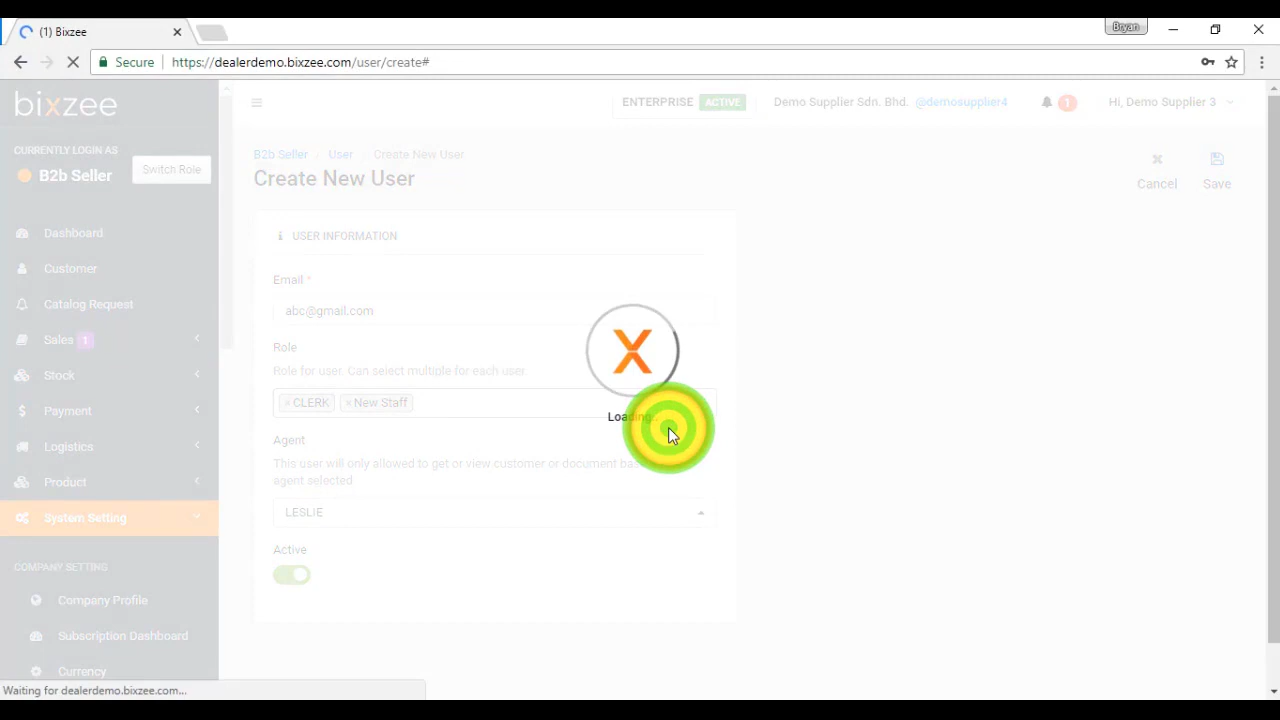 (1) Bixzee
Bryan
Secure
https://dealerdemo.bixzee.com/user/create#
bixzee
ENTERPRISE ACTIVE
Demo Supplier Sdn. Bhd. @demosupplier4
1
Hi, Demo Supplier 3
CURRENTLY LOGIN AS
B2b Seller
Switch Role
B2b Seller / User / Create New User
Create New User
Cancel
Save
Dashboard
Customer
Catalog Request
Sales 1
Stock
Payment
Logistics
Product
System Setting
COMPANY SETTING
Company Profile
Subscription Dashboard
Currency
USER INFORMATION
Email *
abc@gmail.com
Role
Role for user. Can select multiple for each user.
× CLERK × New Staff
Agent
This user will only allowed to get or view customer or document
agent selected
LESLIE
Active
X
Loading..
Waiting for dealerdemo.bixzee.com...